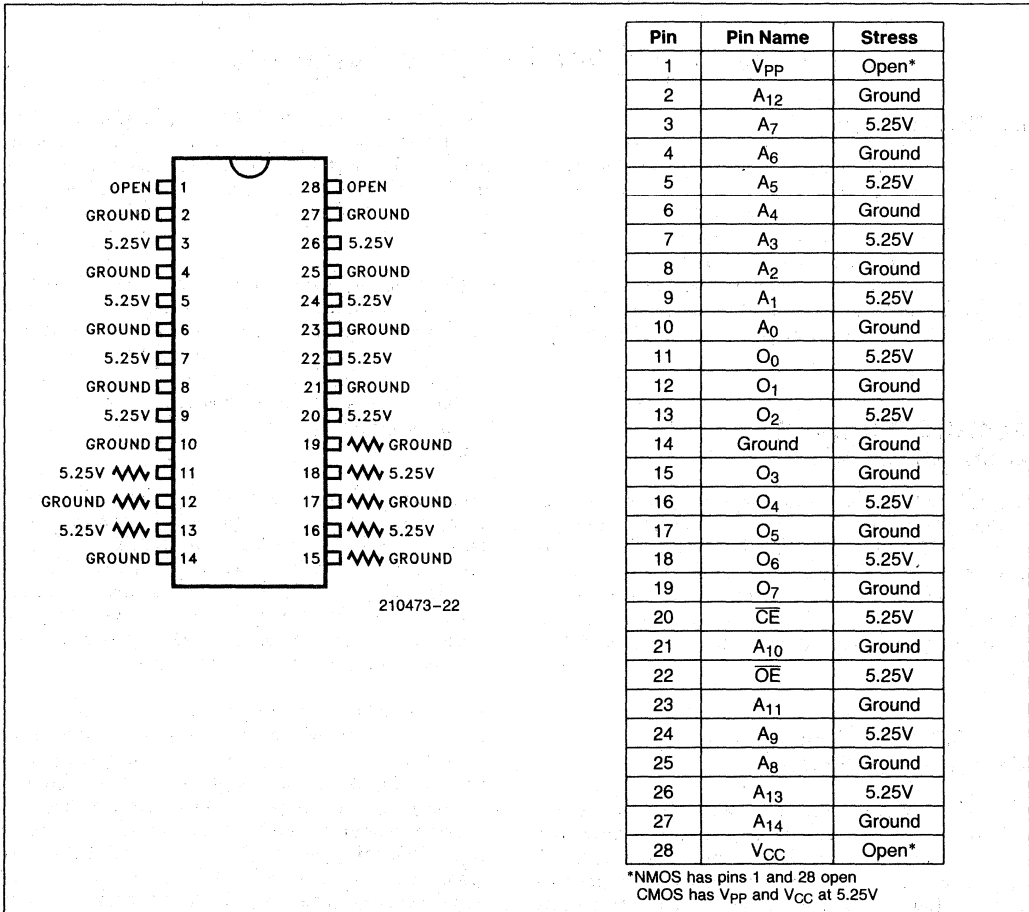 OPEN 1 28 OPEN
GROUND 2 27 GROUND
5.25V 3 26 5.25V
GROUND 4 25 GROUND
5.25V 5 24 5.25V
GROUND 6 23 GROUND
5.25V 7 22 5.25V
GROUND 8 21 GROUND
5.25V 9 20 5.25V
GROUND 10 19 GROUND
5.25V 11 18 5.25V
GROUND 12 17 GROUND
5.25V 13 16 5.25V
GROUND 14 15 GROUND
210473–22
Pin Pin Name Stress
1 VPP Open*
2 A12 Ground
3 A7 5.25V
4 A6 Ground
5 A5 5.25V
6 A4 Ground
7 A3 5.25V
8 A2 Ground
9 A1 5.25V
10 A0 Ground
11 O0 5.25V
12 O1 Ground
13 O2 5.25V
14 Ground Ground
15 O3 Ground
16 O4 5.25V
17 O5 Ground
18 O6 5.25V
19 O7 Ground
20 C̅E̅ 5.25V
21 A10 Ground
22 O̅E̅ 5.25V
23 A11 Ground
24 A9 5.25V
25 A8 Ground
26 A13 5.25V
27 A14 Ground
28 VCC Open*
*NMOS has pins 1 and 28 open
CMOS has VPP and VCC at 5.25V